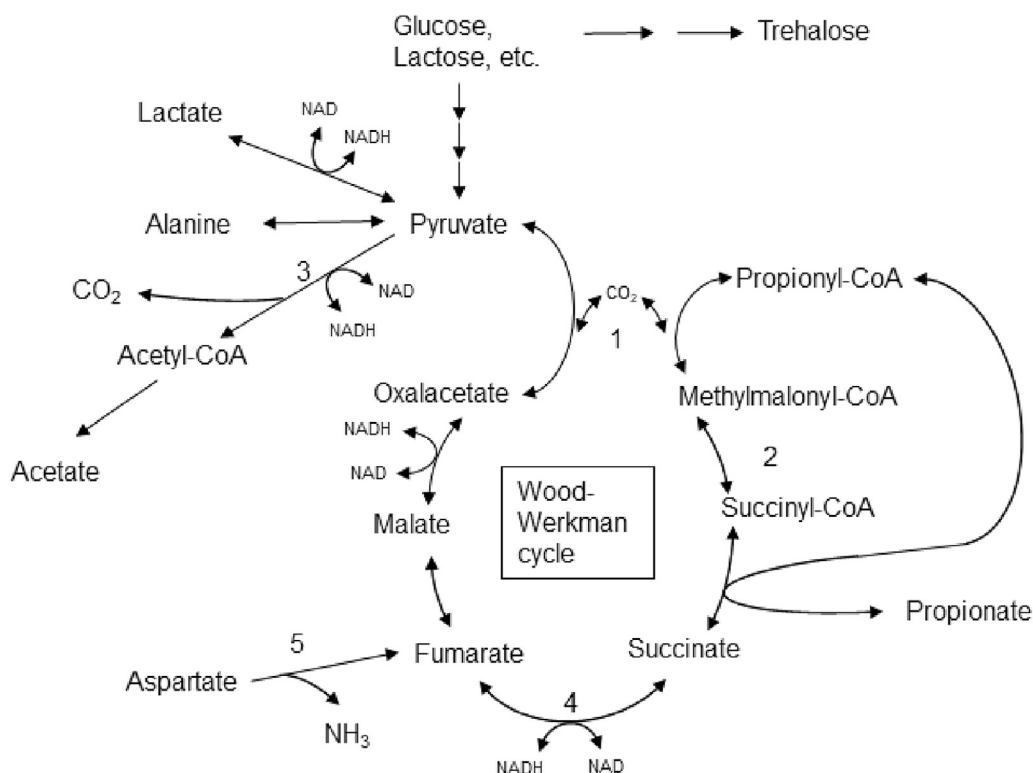 Glucose,
Lactose, etc.
Trehalose
Lactate
NAD
NADH
Alanine
Pyruvate
3
CO₂
NAD
NADH
CO₂
1
Propionyl-CoA
Acetyl-CoA
Oxalacetate
Methylmalonyl-CoA
NADH
NAD
2
Acetate
Wood-
Werkman
cycle
Malate
Succinyl-CoA
Propionate
5
Aspartate
Fumarate
Succinate
4
NH₃
NADH
NAD